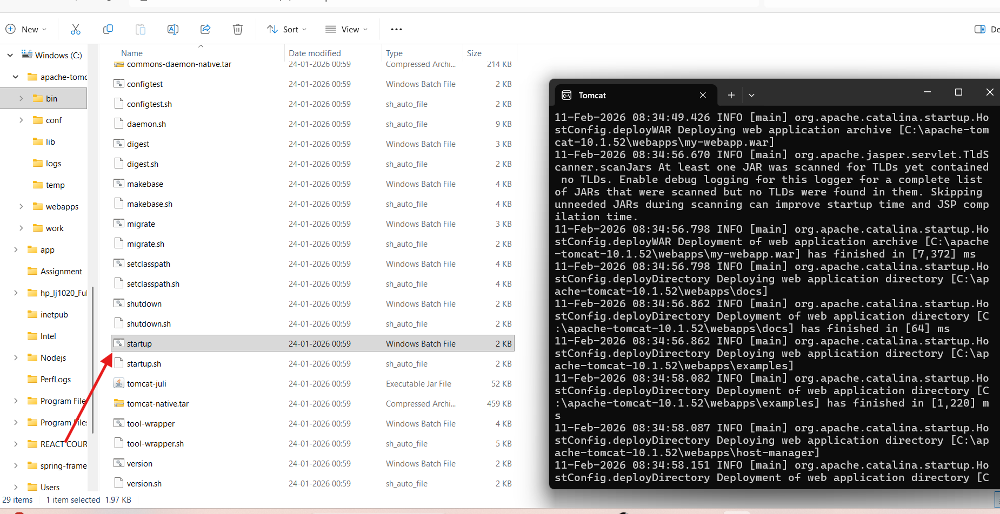 New
Sort
View
De
Windows (C:)
apache-tomc
bin
conf
lib
logs
temp
webapps
work
app
Assignment
hp_lj1020_Ful
inetpub
Intel
Nodejs
PerfLogs
Program File
Program Files
REACT COUR
spring-frame
Users
Name Date modified Type Size
commons-daemon-native.tar 24-01-2026 00:59 Compressed Archi... 214 KB
configtest 24-01-2026 00:59 Windows Batch File 2 KB
configtest.sh 24-01-2026 00:59 sh_auto_file 2 KB
daemon.sh 24-01-2026 00:59 sh_auto_file 9 KB
digest 24-01-2026 00:59 Windows Batch File 3 KB
digest.sh 24-01-2026 00:59 sh_auto_file 2 KB
makebase 24-01-2026 00:59 Windows Batch File 4 KB
makebase.sh 24-01-2026 00:59 sh_auto_file 4 KB
migrate 24-01-2026 00:59 Windows Batch File 3 KB
migrate.sh 24-01-2026 00:59 sh_auto_file 2 KB
setclasspath 24-01-2026 00:59 Windows Batch File 4 KB
setclasspath.sh 24-01-2026 00:59 sh_auto_file 4 KB
shutdown 24-01-2026 00:59 Windows Batch File 2 KB
shutdown.sh 24-01-2026 00:59 sh_auto_file 2 KB
startup 24-01-2026 00:59 Windows Batch File 2 KB
startup.sh 24-01-2026 00:59 sh_auto_file 2 KB
tomcat-juli 24-01-2026 00:59 Executable Jar File 52 KB
tomcat-native.tar 24-01-2026 00:59 Compressed Archi... 459 KB
tool-wrapper 24-01-2026 00:59 Windows Batch File 4 KB
tool-wrapper.sh 24-01-2026 00:59 sh_auto_file 5 KB
version 24-01-2026 00:59 Windows Batch File 2 KB
version.sh 24-01-2026 00:59 sh_auto_file 2 KB
29 items 1 item selected 1.97 KB
Tomcat
11-Feb-2026 08:34:49.426 INFO [main] org.apache.catalina.startup.Ho
stConfig.deployWAR Deploying web application archive [C:\apache-tom
cat-10.1.52\webapps\my-webapp.war]
11-Feb-2026 08:34:56.670 INFO [main] org.apache.jasper.servlet.TldS
canner.scanJars At least one JAR was scanned for TLDs yet contained
no TLDs. Enable debug logging for this logger for a complete list
of JARs that were scanned but no TLDs were found in them. Skipping
unneeded JARs during scanning can improve startup time and JSP comp
ilation time.
11-Feb-2026 08:34:56.798 INFO [main] org.apache.catalina.startup.Ho
stConfig.deployWAR Deployment of web application archive [C:\apache
-tomcat-10.1.52\webapps\my-webapp.war] has finished in [7,372] ms
11-Feb-2026 08:34:56.798 INFO [main] org.apache.catalina.startup.Ho
stConfig.deployDirectory Deploying web application directory [C:\ap
ache-tomcat-10.1.52\webapps\docs]
11-Feb-2026 08:34:56.862 INFO [main] org.apache.catalina.startup.Ho
stConfig.deployDirectory Deployment of web application directory [C
:\apache-tomcat-10.1.52\webapps\docs] has finished in [64] ms
11-Feb-2026 08:34:56.862 INFO [main] org.apache.catalina.startup.Ho
stConfig.deployDirectory Deploying web application directory [C:\ap
ache-tomcat-10.1.52\webapps\examples]
11-Feb-2026 08:34:58.082 INFO [main] org.apache.catalina.startup.Ho
stConfig.deployDirectory Deployment of web application directory [C
:\apache-tomcat-10.1.52\webapps\examples] has finished in [1,220] m
s
11-Feb-2026 08:34:58.087 INFO [main] org.apache.catalina.startup.Ho
stConfig.deployDirectory Deploying web application directory [C:\ap
ache-tomcat-10.1.52\webapps\host-manager]
11-Feb-2026 08:34:58.151 INFO [main] org.apache.catalina.startup.Ho
stConfig.deployDirectory Deployment of web application directory [C